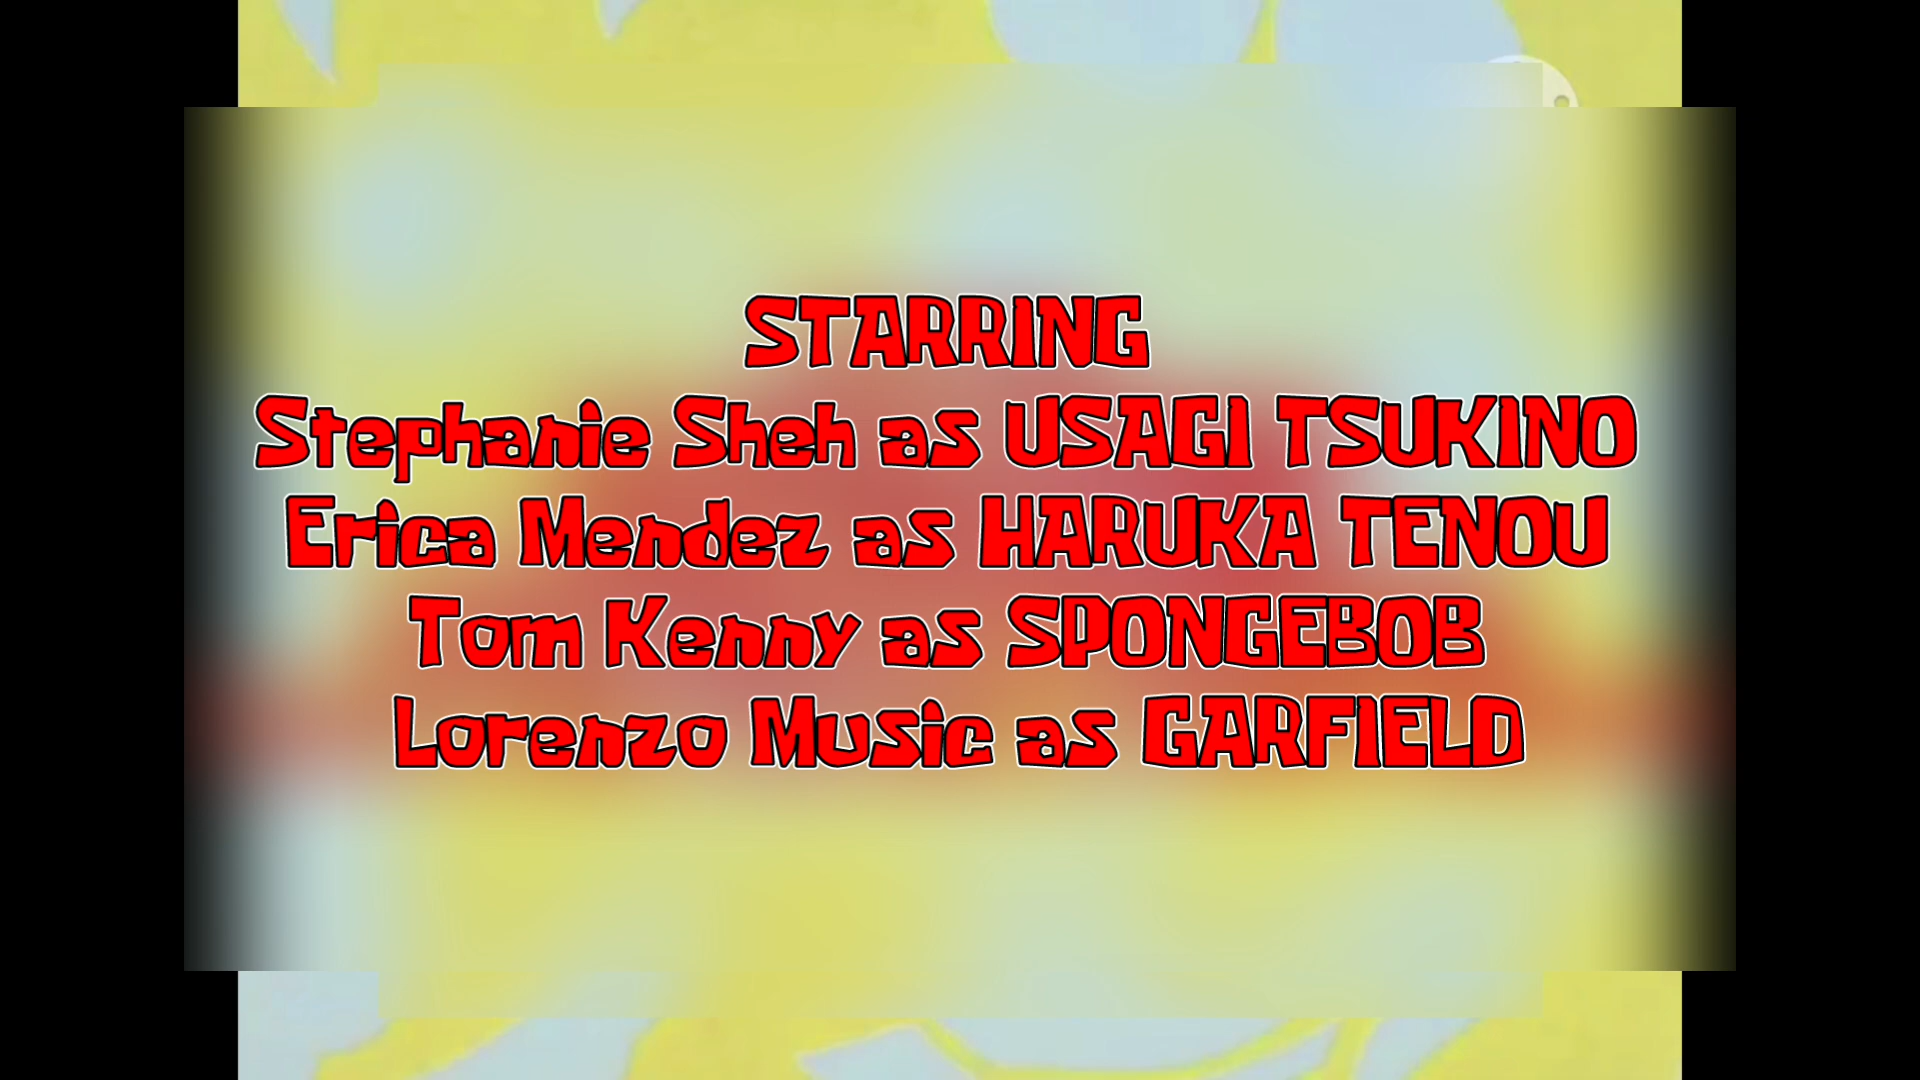 STARRING
Stephanie Sheh as USAGI TSUKINO
Erica Mendez as HARUKA TENOU
Tom Kenny as SPONGEBOB
Lorenzo Music as GARFIELD